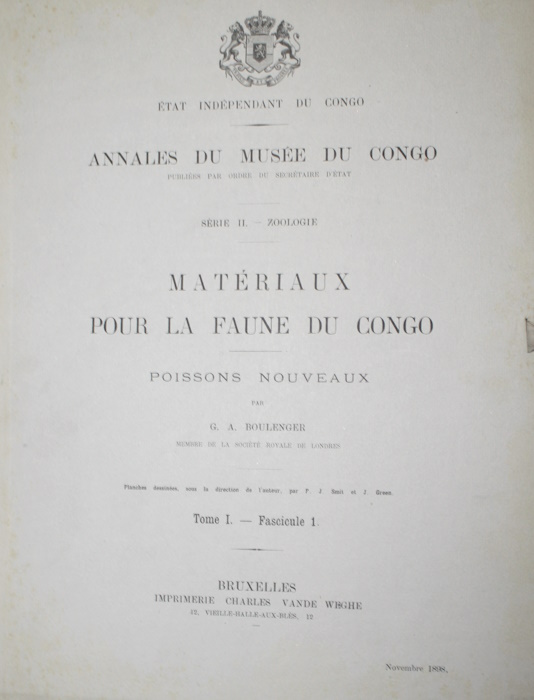 ÉTAT INDÉPENDANT DU CONGO
ANNALES DU MUSÉE DU CONGO
PUBLIÉES PAR ORDRE DU SECRÉTAIRE D'ÉTAT
SÉRIE II. — ZOOLOGIE
MATÉRIAUX
POUR LA FAUNE DU CONGO
POISSONS NOUVEAUX
PAR
G. A. BOULENGER
MEMBRE DE LA SOCIÉTÉ ROYALE DE LONDRES
Planches dessinées, sous la direction de l'auteur, par P. J. Smit et J. Green.
Tome I. — Fascicule 1.
BRUXELLES
IMPRIMERIE CHARLES VANDE WEGHE
12, VIEILLE-HALLE-AUX-BLÉS, 12
Novembre 1898.